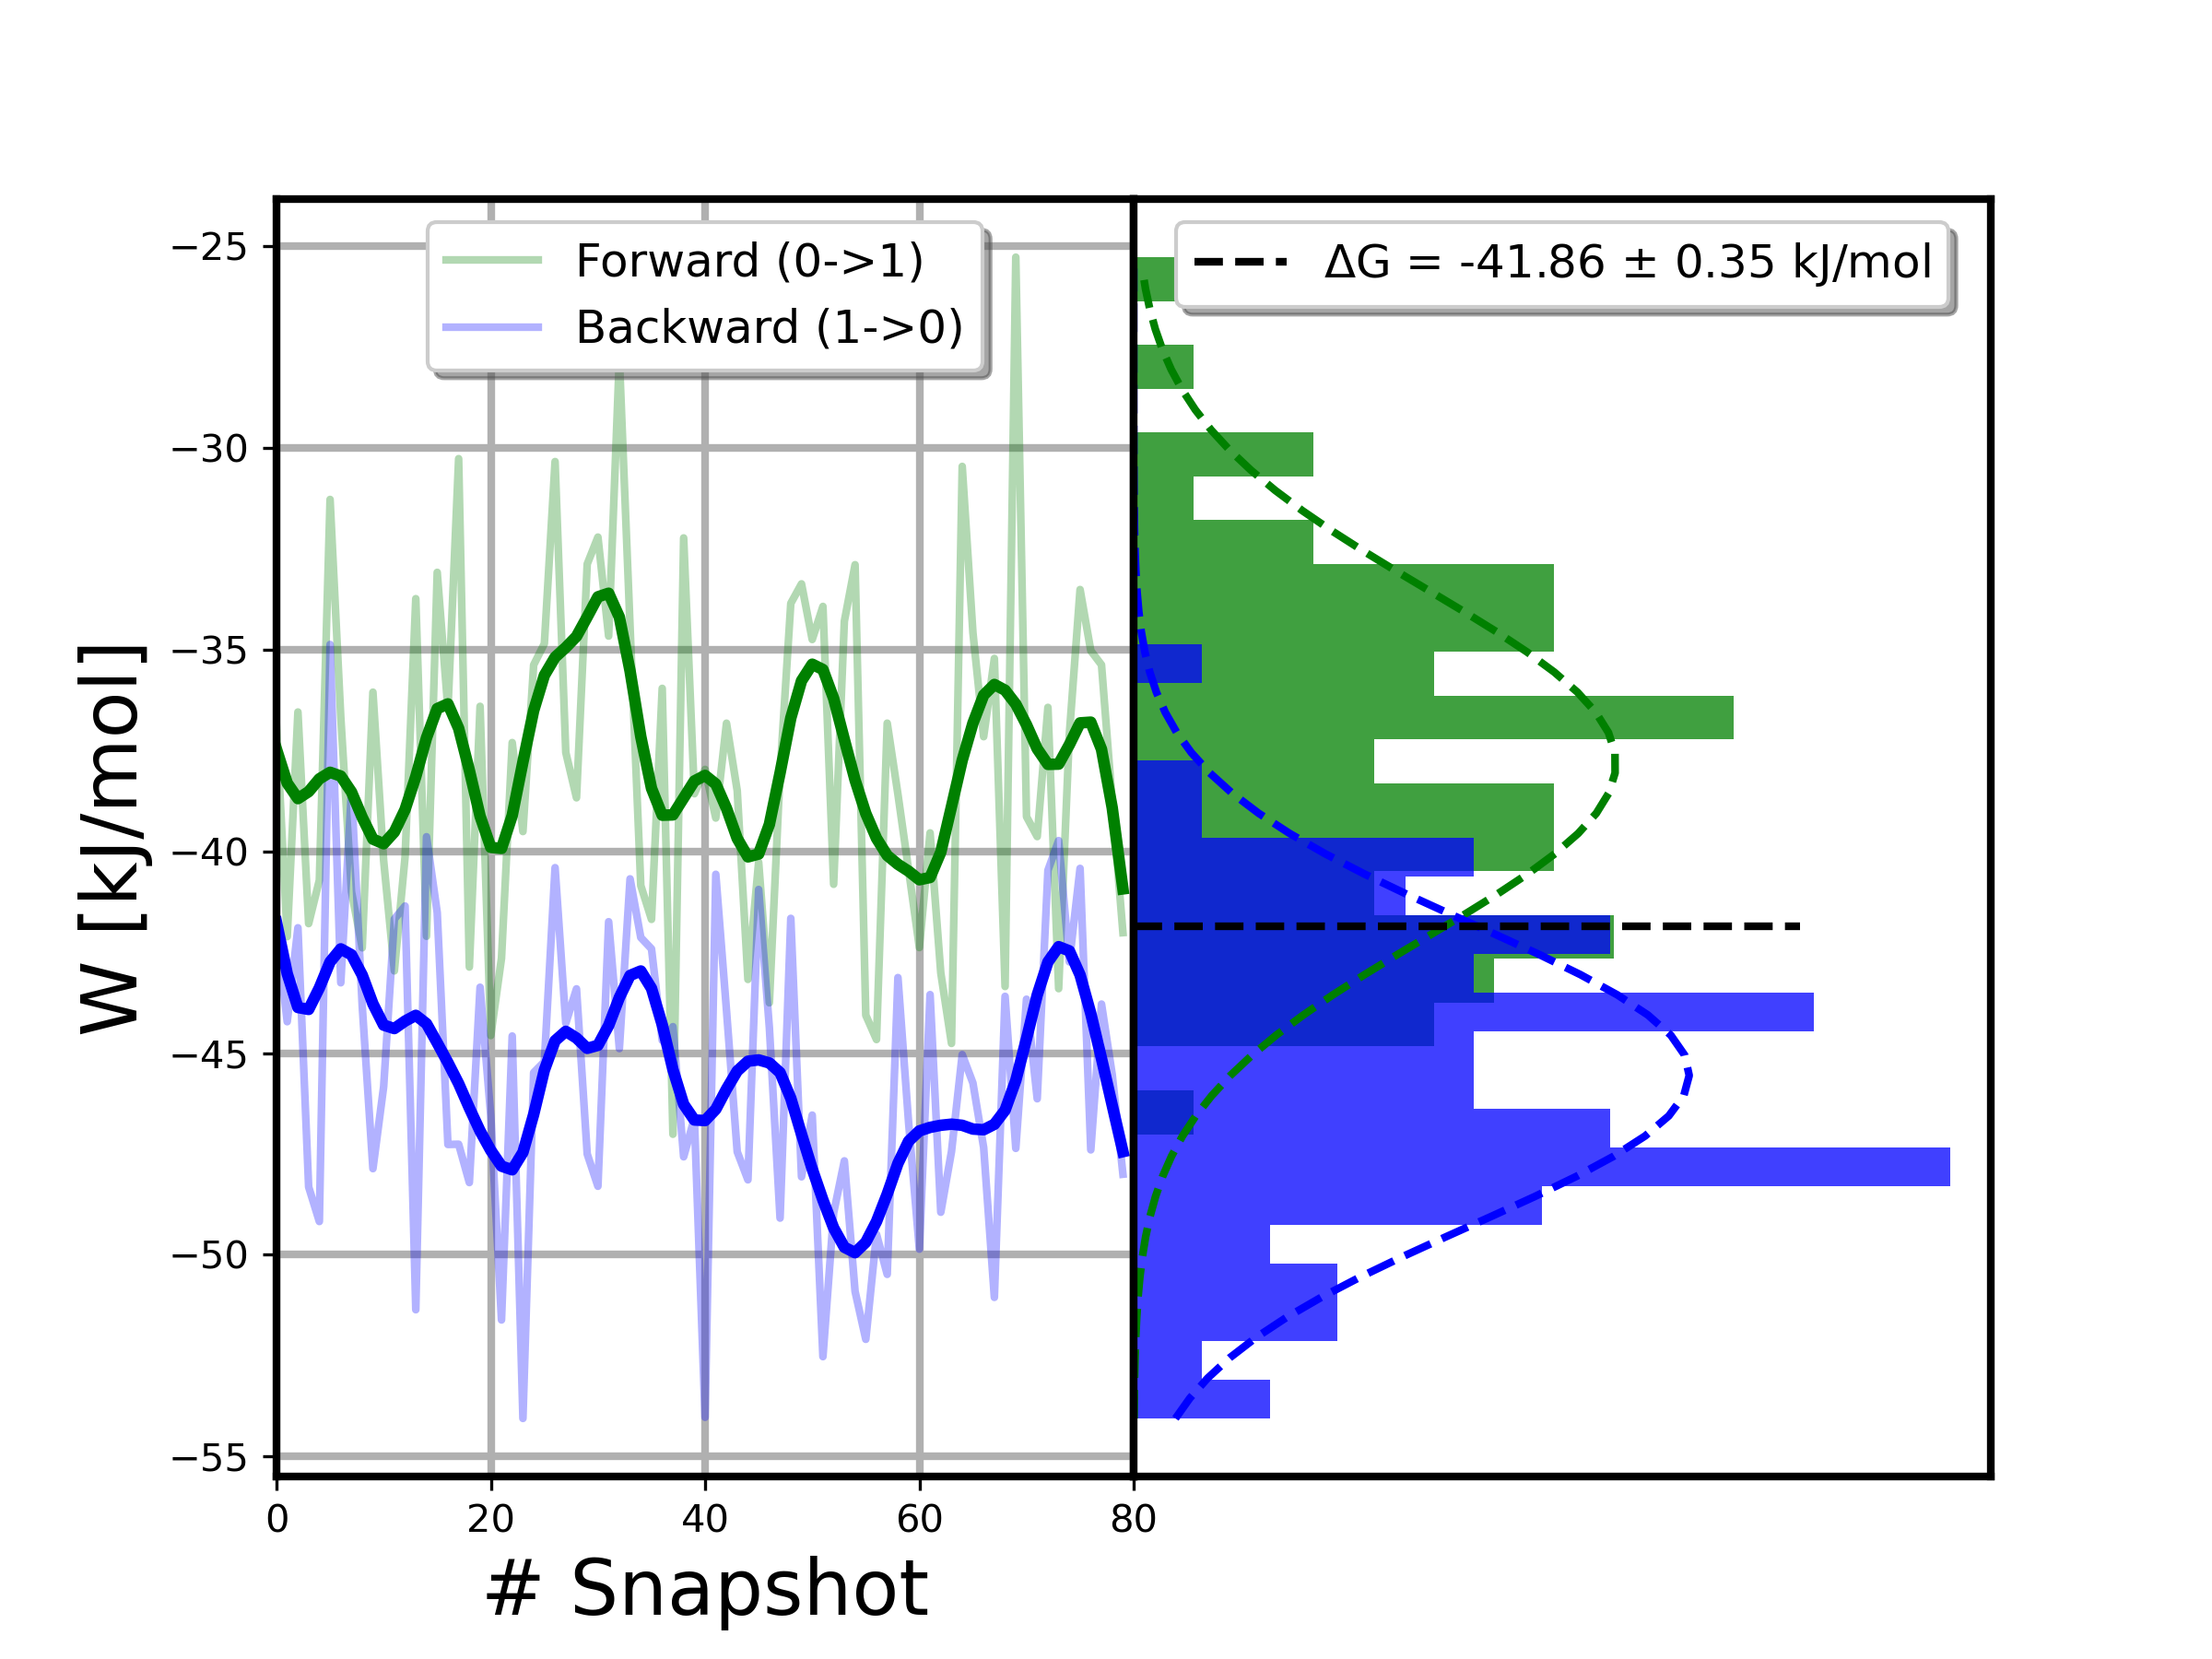 Forward (0->1)
Backward (1->0)
ΔG = -41.86 ± 0.35 kJ/mol
W [kJ/mol]
−25
−30
−35
−40
−45
−50
−55
0 20 40 60 80
# Snapshot